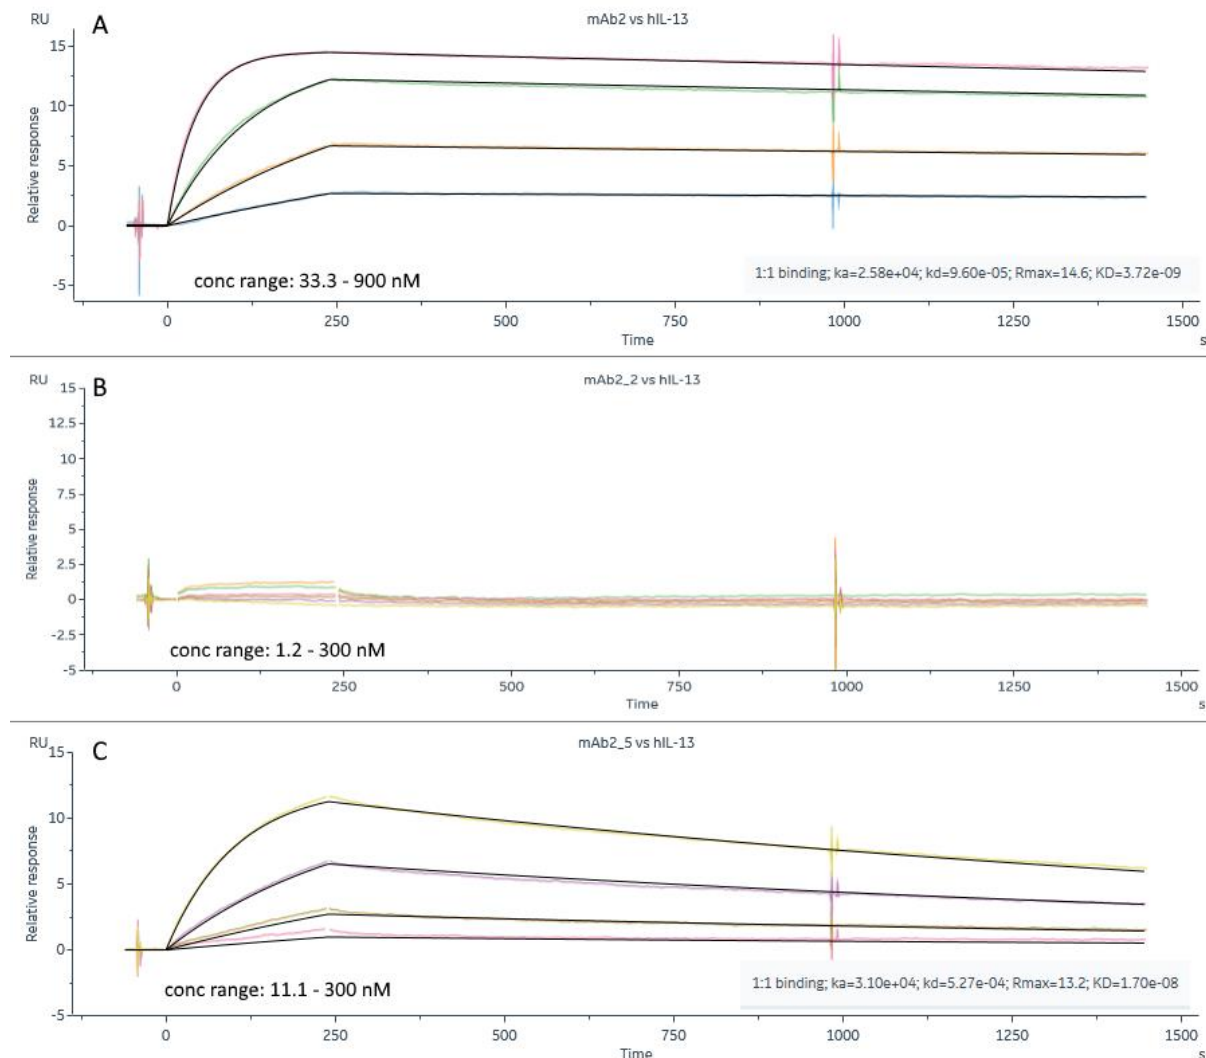 RU
A
mAb2 vs hIL-13
15
10
5
0
-5
Relative response
conc range: 33.3 - 900 nM
1:1 binding; ka=2.58e+04; kd=9.60e-05; Rmax=14.6; KD=3.72e-09
0 250 500 750 1000 1250 1500
Time
s
RU
B
mAb2_2 vs hIL-13
15
12.5
10
7.5
5
2.5
0
-2.5
-5
Relative response
conc range: 1.2 - 300 nM
0 250 500 750 1000 1250 1500
Time
s
RU
C
mAb2_5 vs hIL-13
15
10
5
0
-5
Relative response
conc range: 11.1 - 300 nM
1:1 binding; ka=3.10e+04; kd=5.27e-04; Rmax=13.2; KD=1.70e-08
0 250 500 750 1000 1250 1500
Time
s